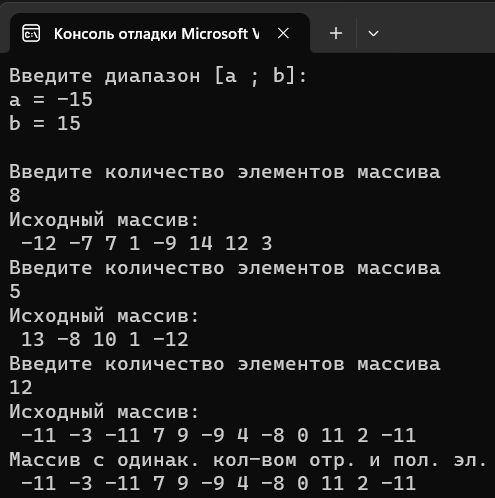 Консоль отладки Microsoft V
Введите диапазон [a ; b]:
a = -15
b = 15
Введите количество элементов массива
8
Исходный массив:
-12 -7 7 1 -9 14 12 3
Введите количество элементов массива
5
Исходный массив:
13 -8 10 1 -12
Введите количество элементов массива
12
Исходный массив:
-11 -3 -11 7 9 -9 4 -8 0 11 2 -11
Массив с одинак. кол-вом отр. и пол. эл.
-11 -3 -11 7 9 -9 4 -8 0 11 2 -11